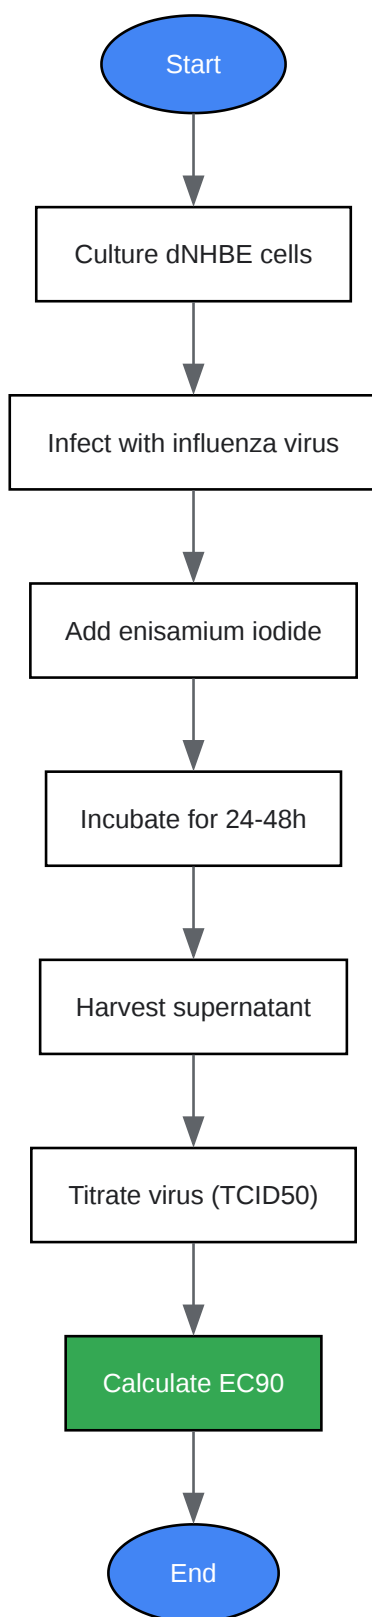 Start
Culture dNHBE cells
Infect with influenza virus
Add enisamium iodide
Incubate for 24-48h
Harvest supernatant
Titrate virus (TCID50)
Calculate EC90
End